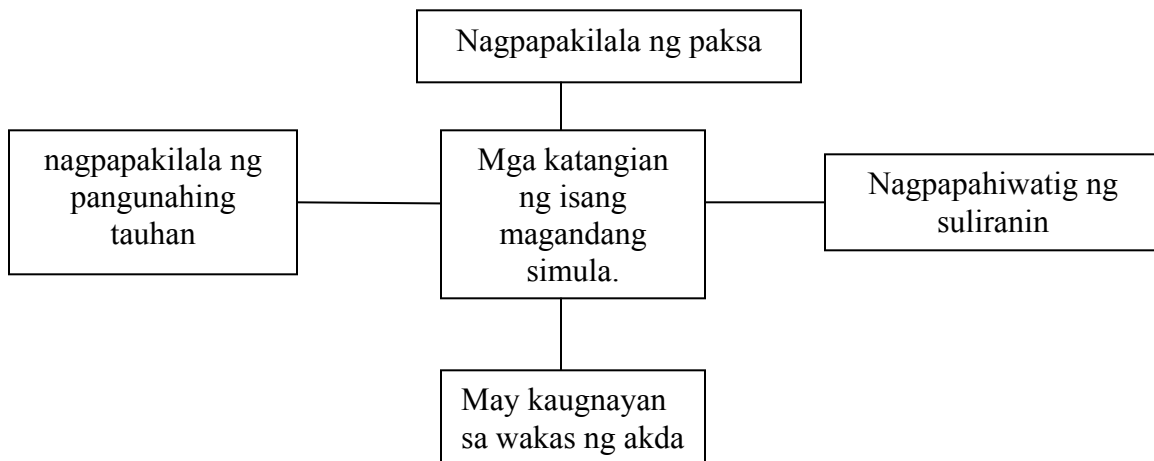 Nagpapakilala ng paksa
nagpapakilala ng
pangunahing
tauhan
Mga katangian
ng isang
magandang
simula.
Nagpapahiwatig ng
suliranin
May kaugnayan
sa wakas ng akda